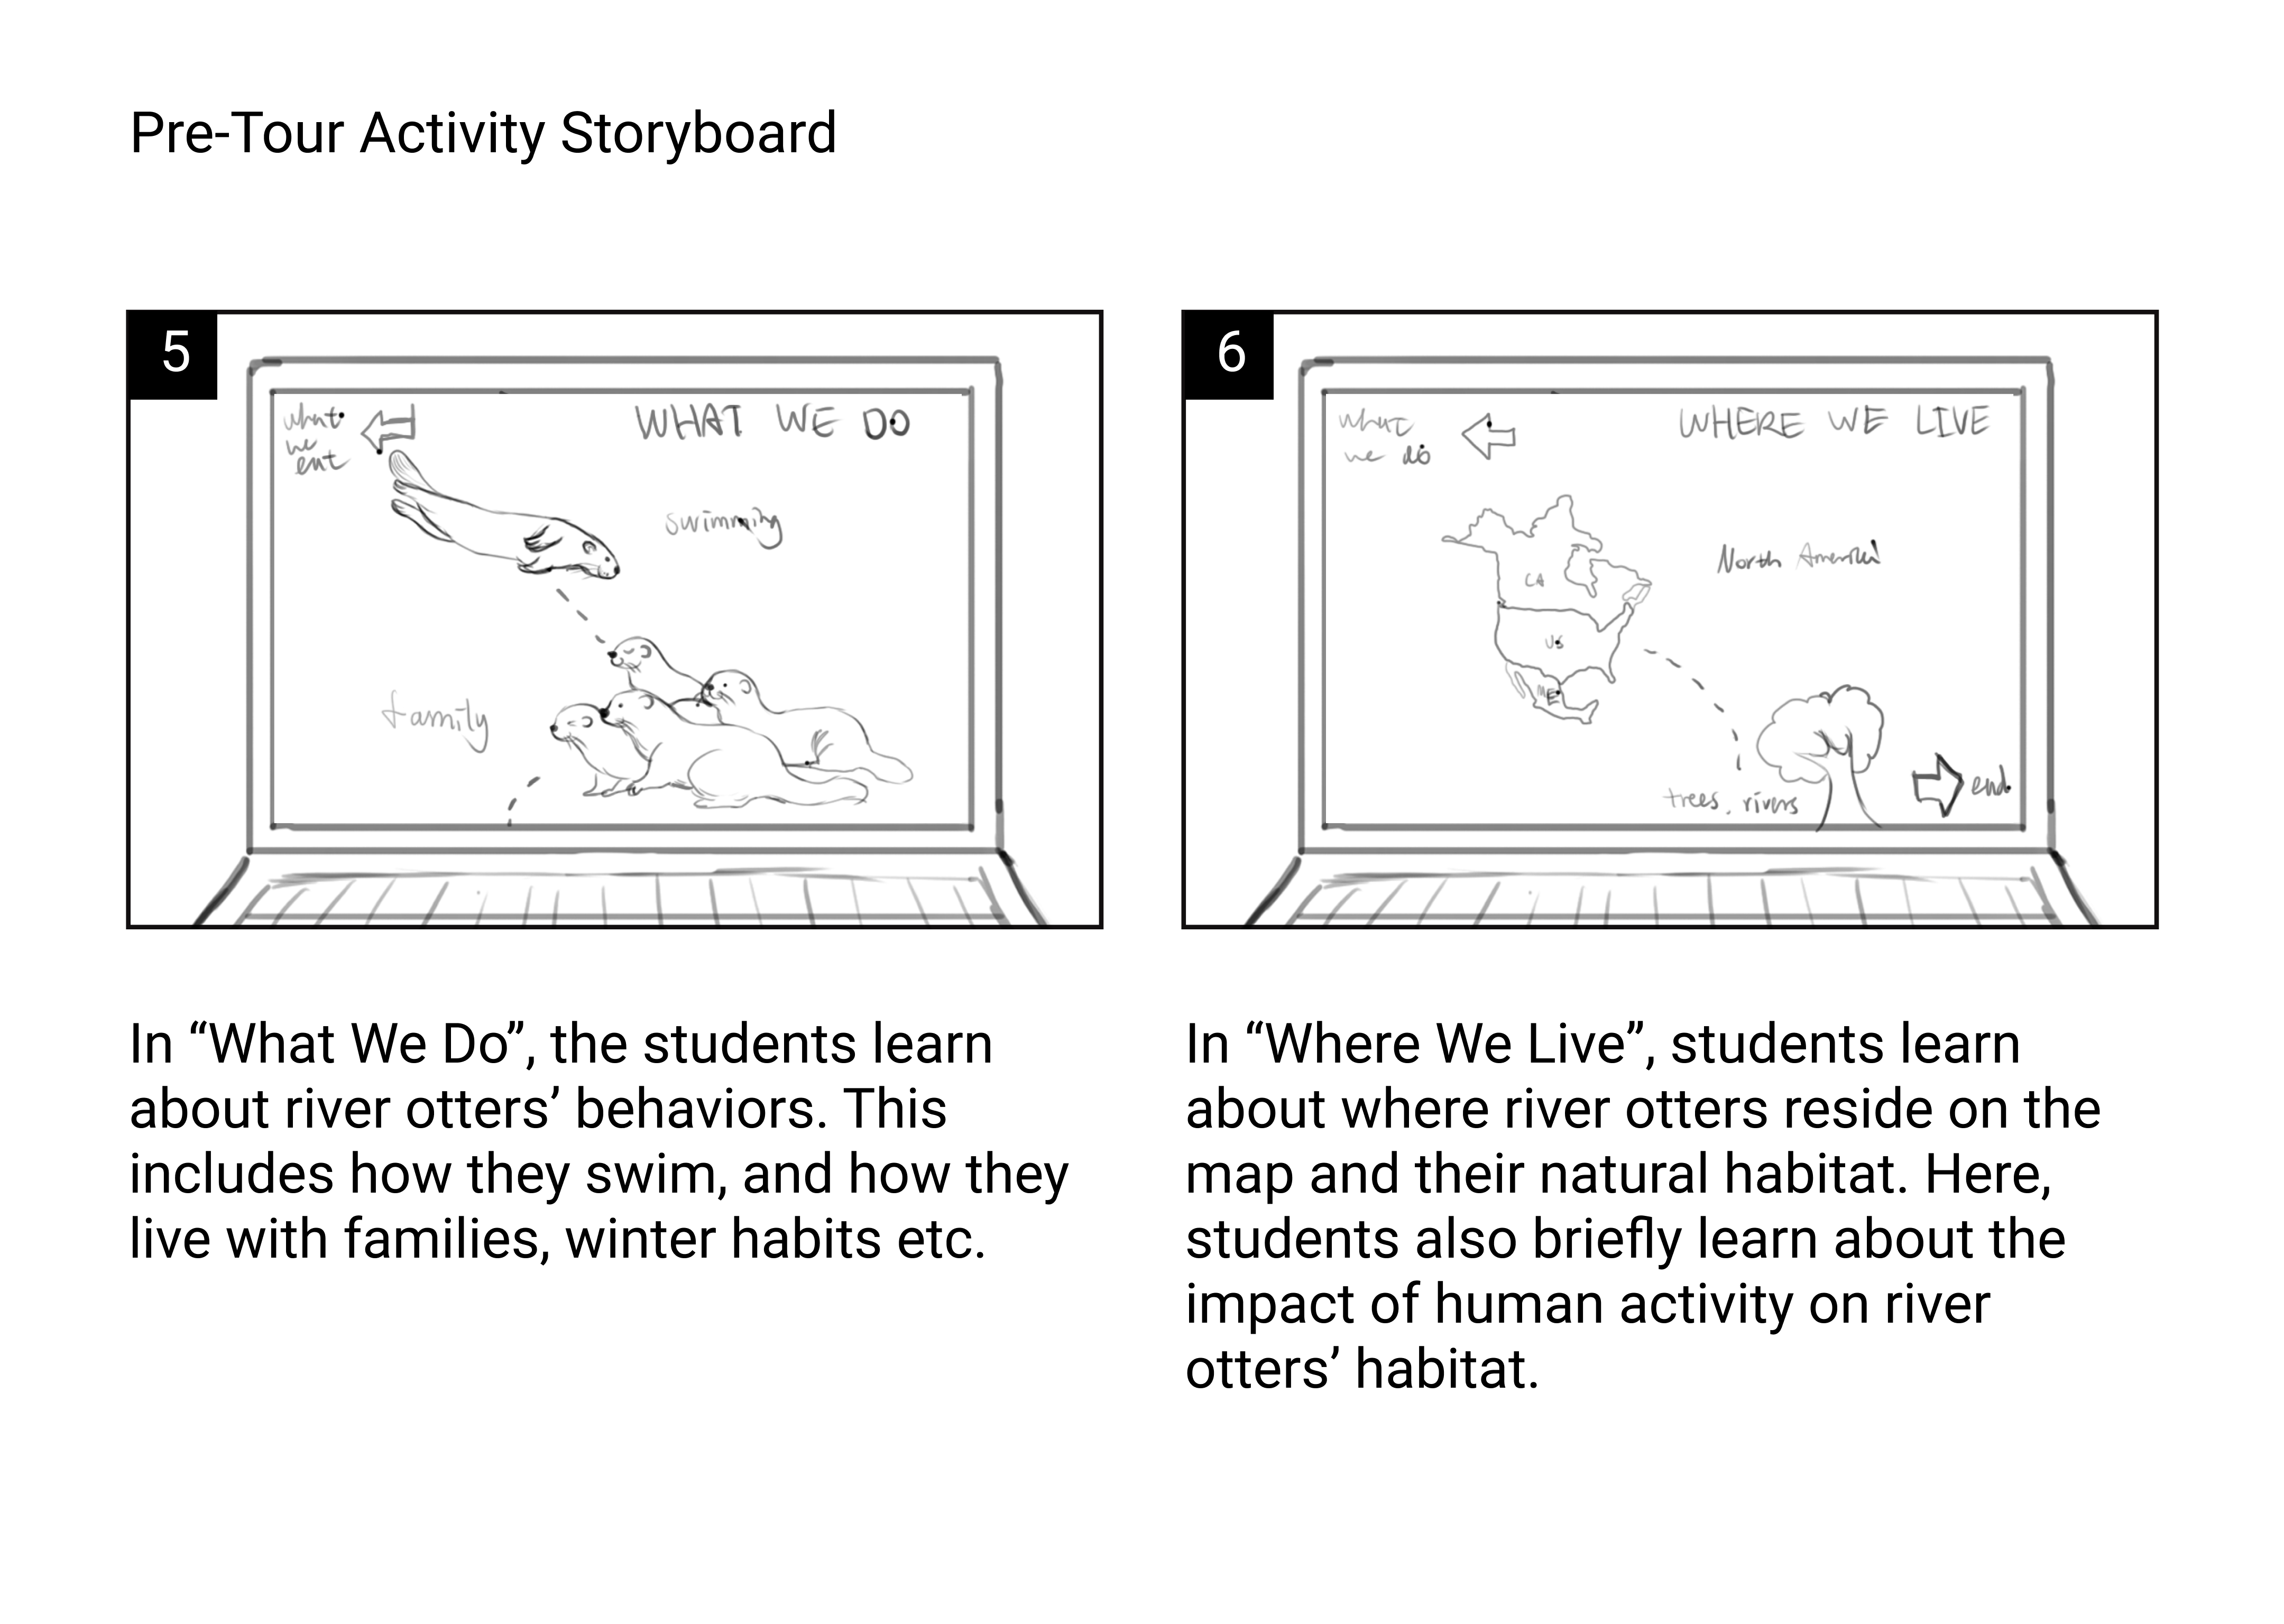 Pre-Tour Activity Storyboard
5
what
we
eat
WHAT WE DO
swimming
family
In “What We Do”, the students learn
about river otters’ behaviors. This
includes how they swim, and how they
live with families, winter habits etc.
6
what
we do
WHERE WE LIVE
North America
CA
US
ME
trees, rivers
end
In “Where We Live”, students learn
about where river otters reside on the
map and their natural habitat. Here,
students also briefly learn about the
impact of human activity on river
otters’ habitat.